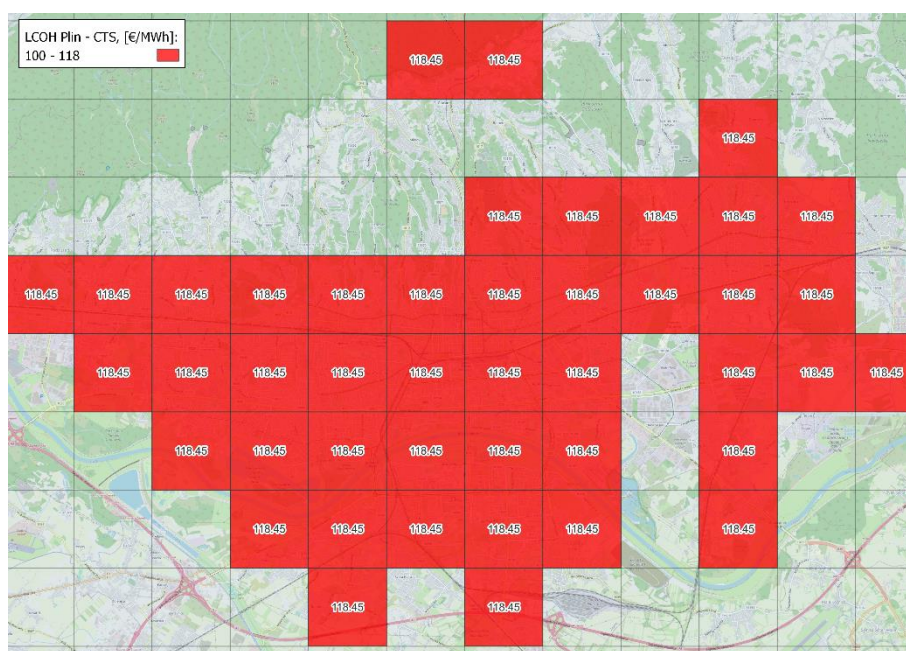 LCOH Plin - CTS, [€/MWh]:
100 - 118
118.45 118.45
118.45
118.45 118.45 118.45 118.45 118.45
118.45 118.45 118.45 118.45 118.45 118.45 118.45 118.45 118.45 118.45 118.45
118.45 118.45 118.45 118.45 118.45 118.45 118.45 118.45 118.45 118.45
118.45 118.45 118.45 118.45 118.45 118.45 118.45
118.45 118.45 118.45 118.45 118.45 118.45
118.45 118.45